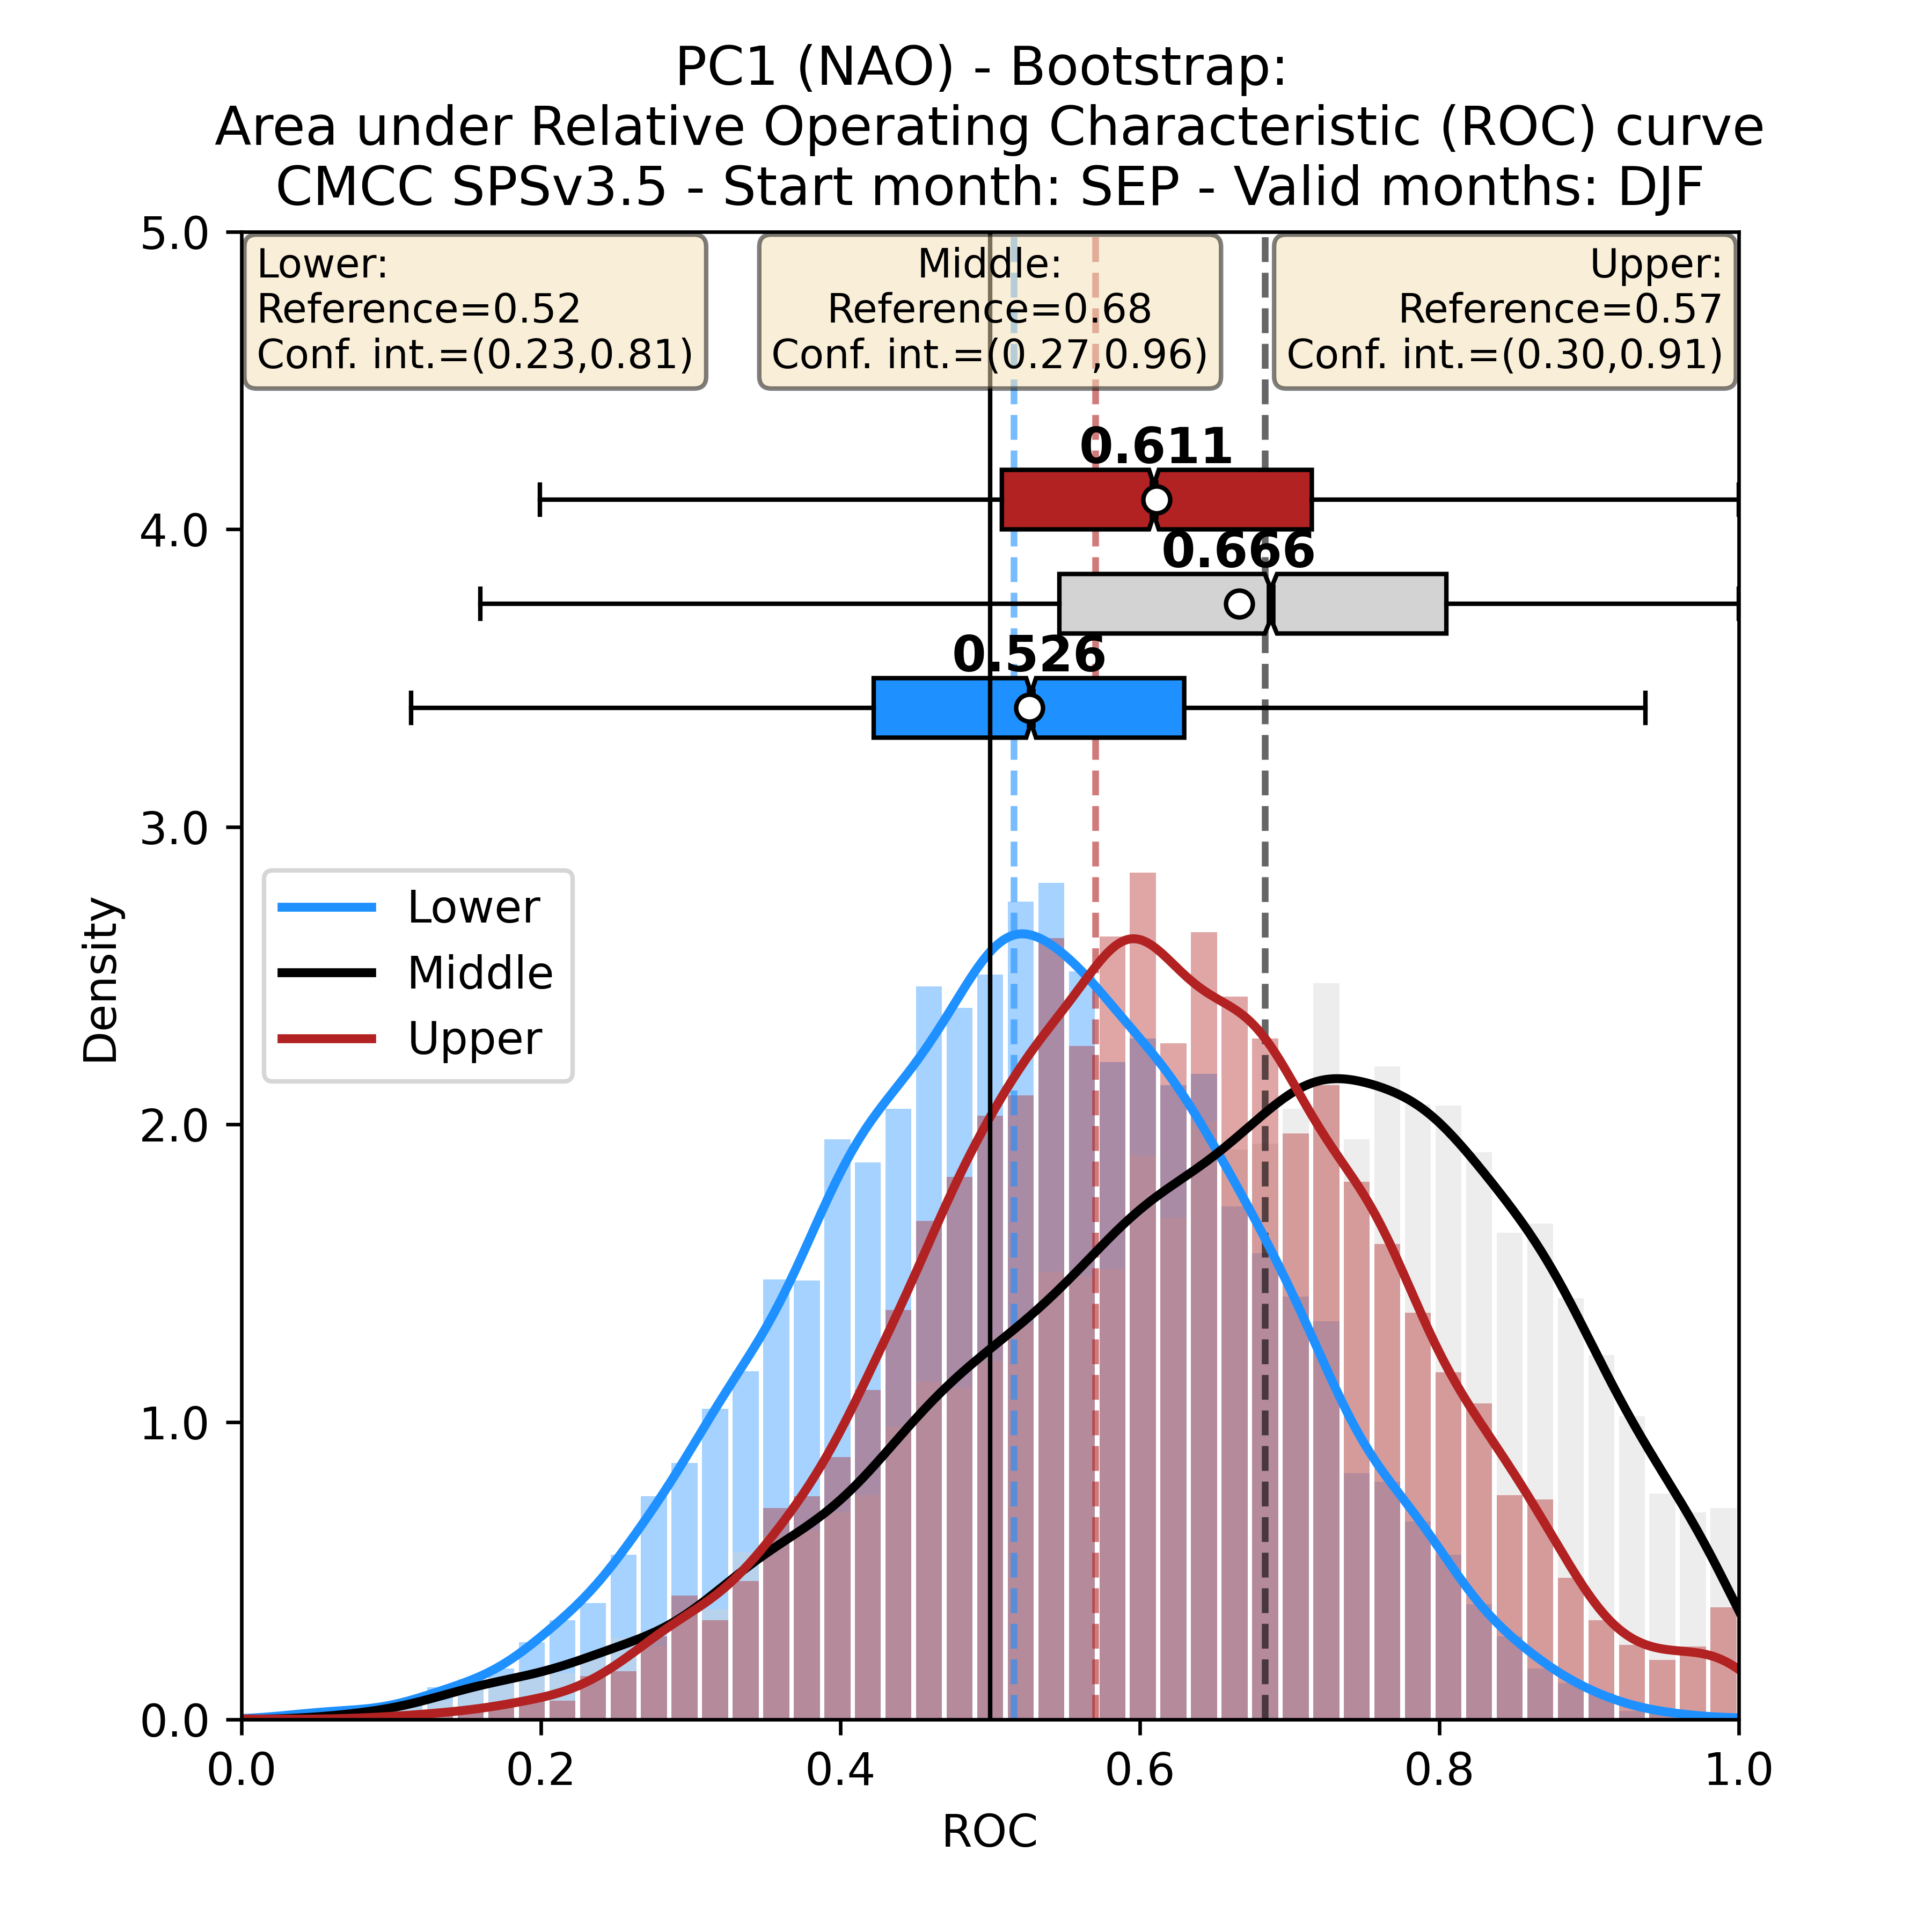 PC1 (NAO) - Bootstrap:
Area under Relative Operating Characteristic (ROC) curve
CMCC SPSv3.5 - Start month: SEP - Valid months: DJF
5.0
Lower:
Reference=0.52
Conf. int.=(0.23,0.81)
Middle:
Reference=0.68
Conf. int.=(0.27,0.96)
Upper:
Reference=0.57
Conf. int.=(0.30,0.91)
0.611
4.0
0.666
0.526
3.0
Lower
Middle
Upper
Density
2.0
1.0
0.0
0.0
0.2
0.4
0.6
0.8
1.0
ROC